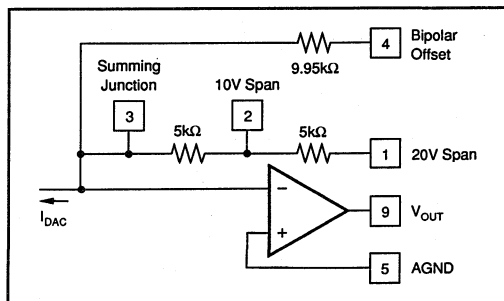 4
Bipolar
Offset
9.95kΩ
Summing
Junction
10V Span
3
2
5kΩ
5kΩ
1
20V Span
−
I_DAC
9
V_OUT
+
5
AGND